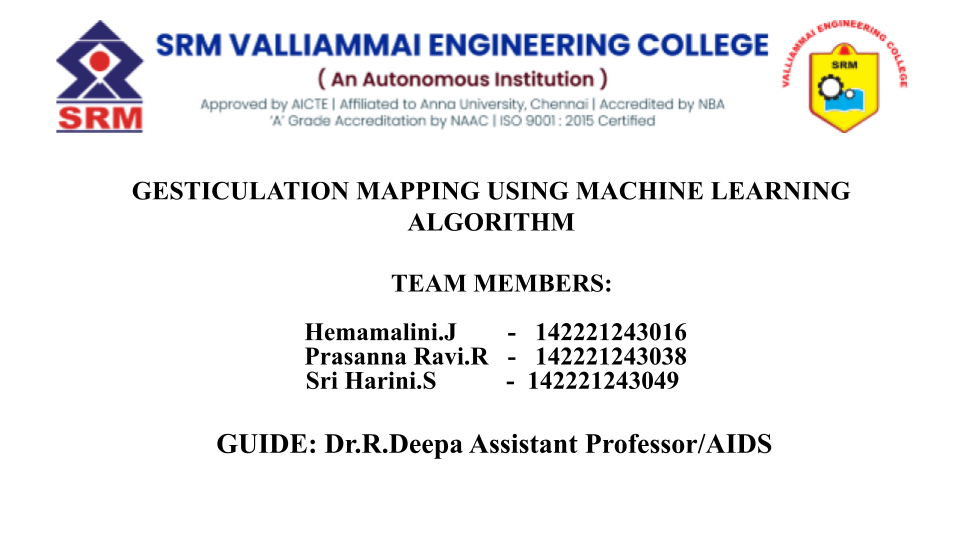 SRM
SRM VALLIAMMAI ENGINEERING COLLEGE
( An Autonomous Institution )
Approved by AICTE | Affiliated to Anna University, Chennai | Accredited by NBA
'A' Grade Accreditation by NAAC | ISO 9001 : 2015 Certified
VALLIAMMAI ENGINEERING COLLEGE
SRM
GESTICULATION MAPPING USING MACHINE LEARNING
ALGORITHM
TEAM MEMBERS:
Hemamalini.J - 142221243016
Prasanna Ravi.R - 142221243038
Sri Harini.S - 142221243049
GUIDE: Dr.R.Deepa Assistant Professor/AIDS